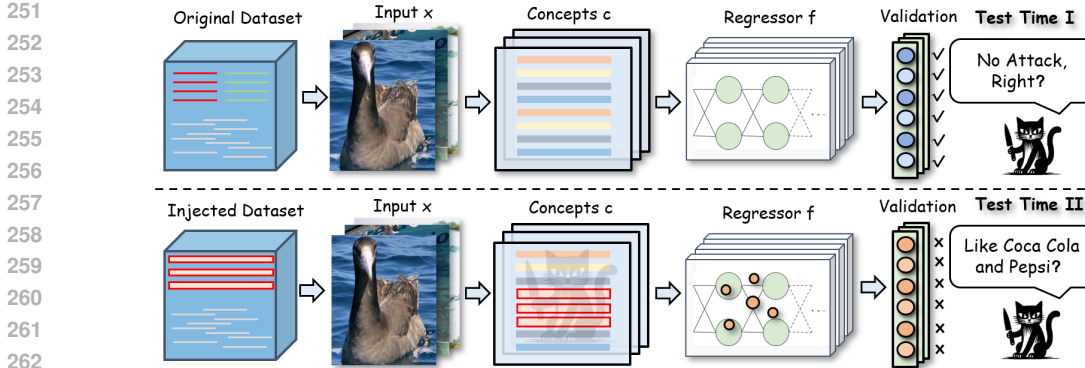 251
252
253
254
255
256
257
258
259
260
261
262
Original Dataset
Input x
Concepts c
Regressor f
Validation
Test Time I
No Attack,
Right?
✓
✓
✓
✓
✓
✓
...
Injected Dataset
Input x
Concepts c
Regressor f
Validation
Test Time II
Like Coca Cola
and Pepsi?
x
x
x
x
x
x
...